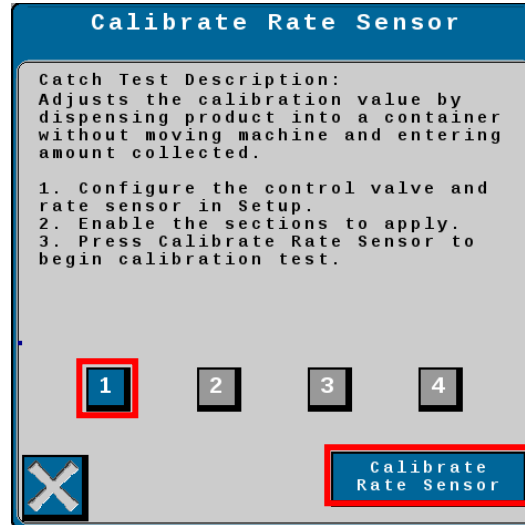 Calibrate Rate Sensor
Catch Test Description:
Adjusts the calibration value by
dispensing product into a container
without moving machine and entering
amount collected.
1. Configure the control valve and
rate sensor in Setup.
2. Enable the sections to apply.
3. Press Calibrate Rate Sensor to
begin calibration test.
1 2 3 4
Calibrate
Rate Sensor